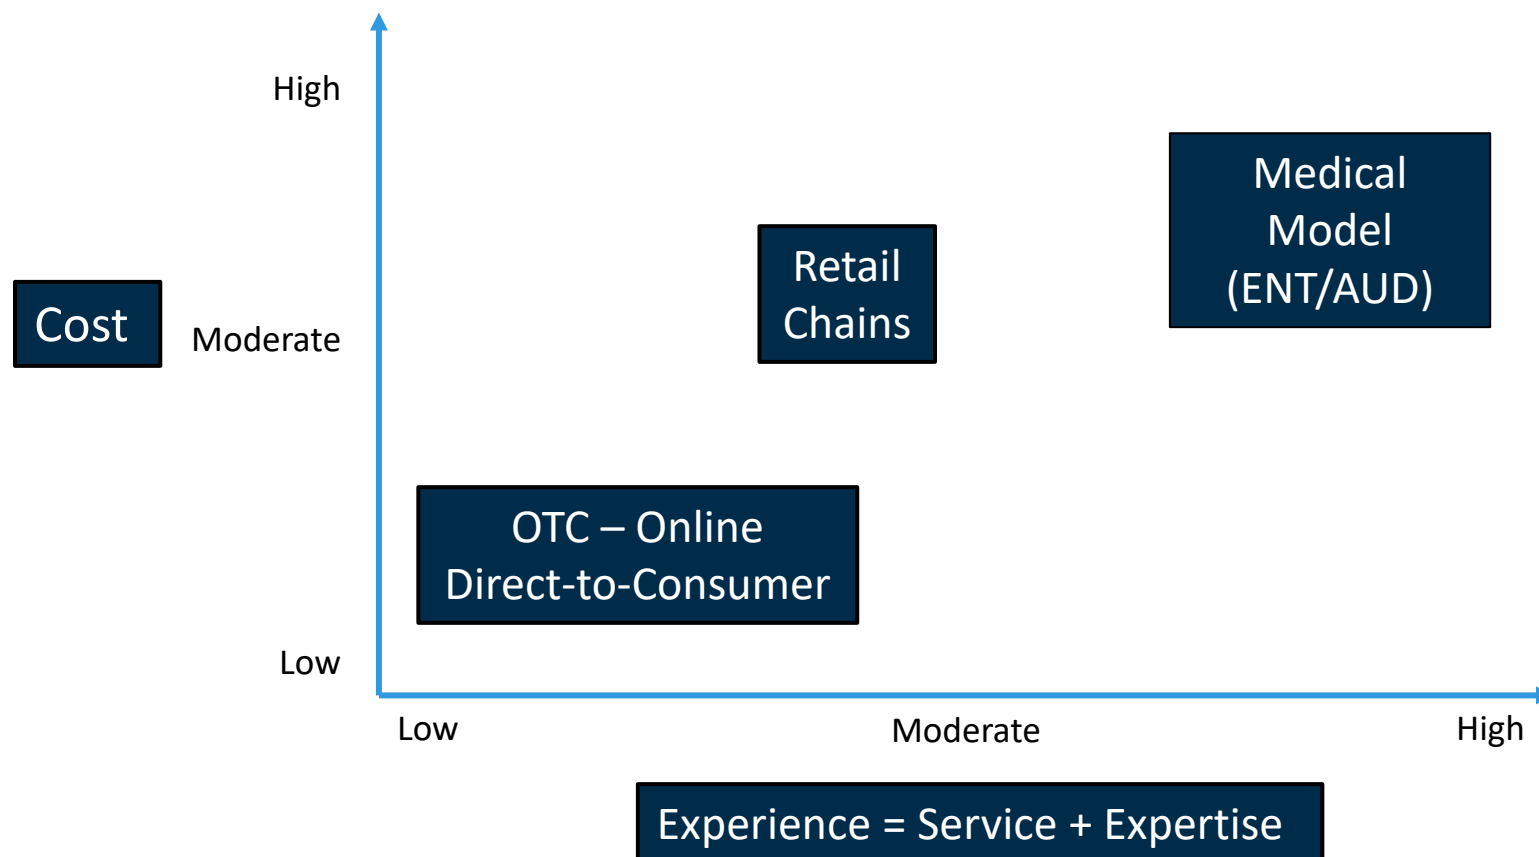 High
Medical
Model
(ENT/AUD)
Retail
Chains
Cost
Moderate
OTC – Online
Direct-to-Consumer
Low
Low
Moderate
High
Experience = Service + Expertise